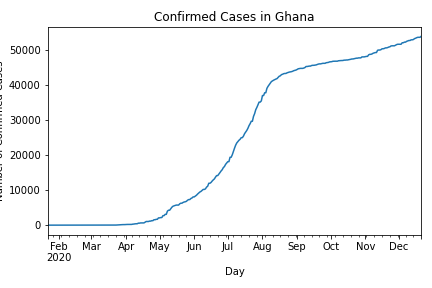 Confirmed Cases in Ghana
50000
40000
30000
20000
10000
0
Number of Confirmed Cases
Feb Mar Apr May Jun Jul Aug Sep Oct Nov Dec
2020
Day